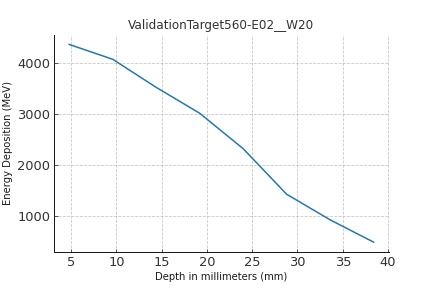 ValidationTarget560-E02__W20
Energy Deposition (MeV)
4000
3000
2000
1000
5 10 15 20 25 30 35 40
Depth in millimeters (mm)